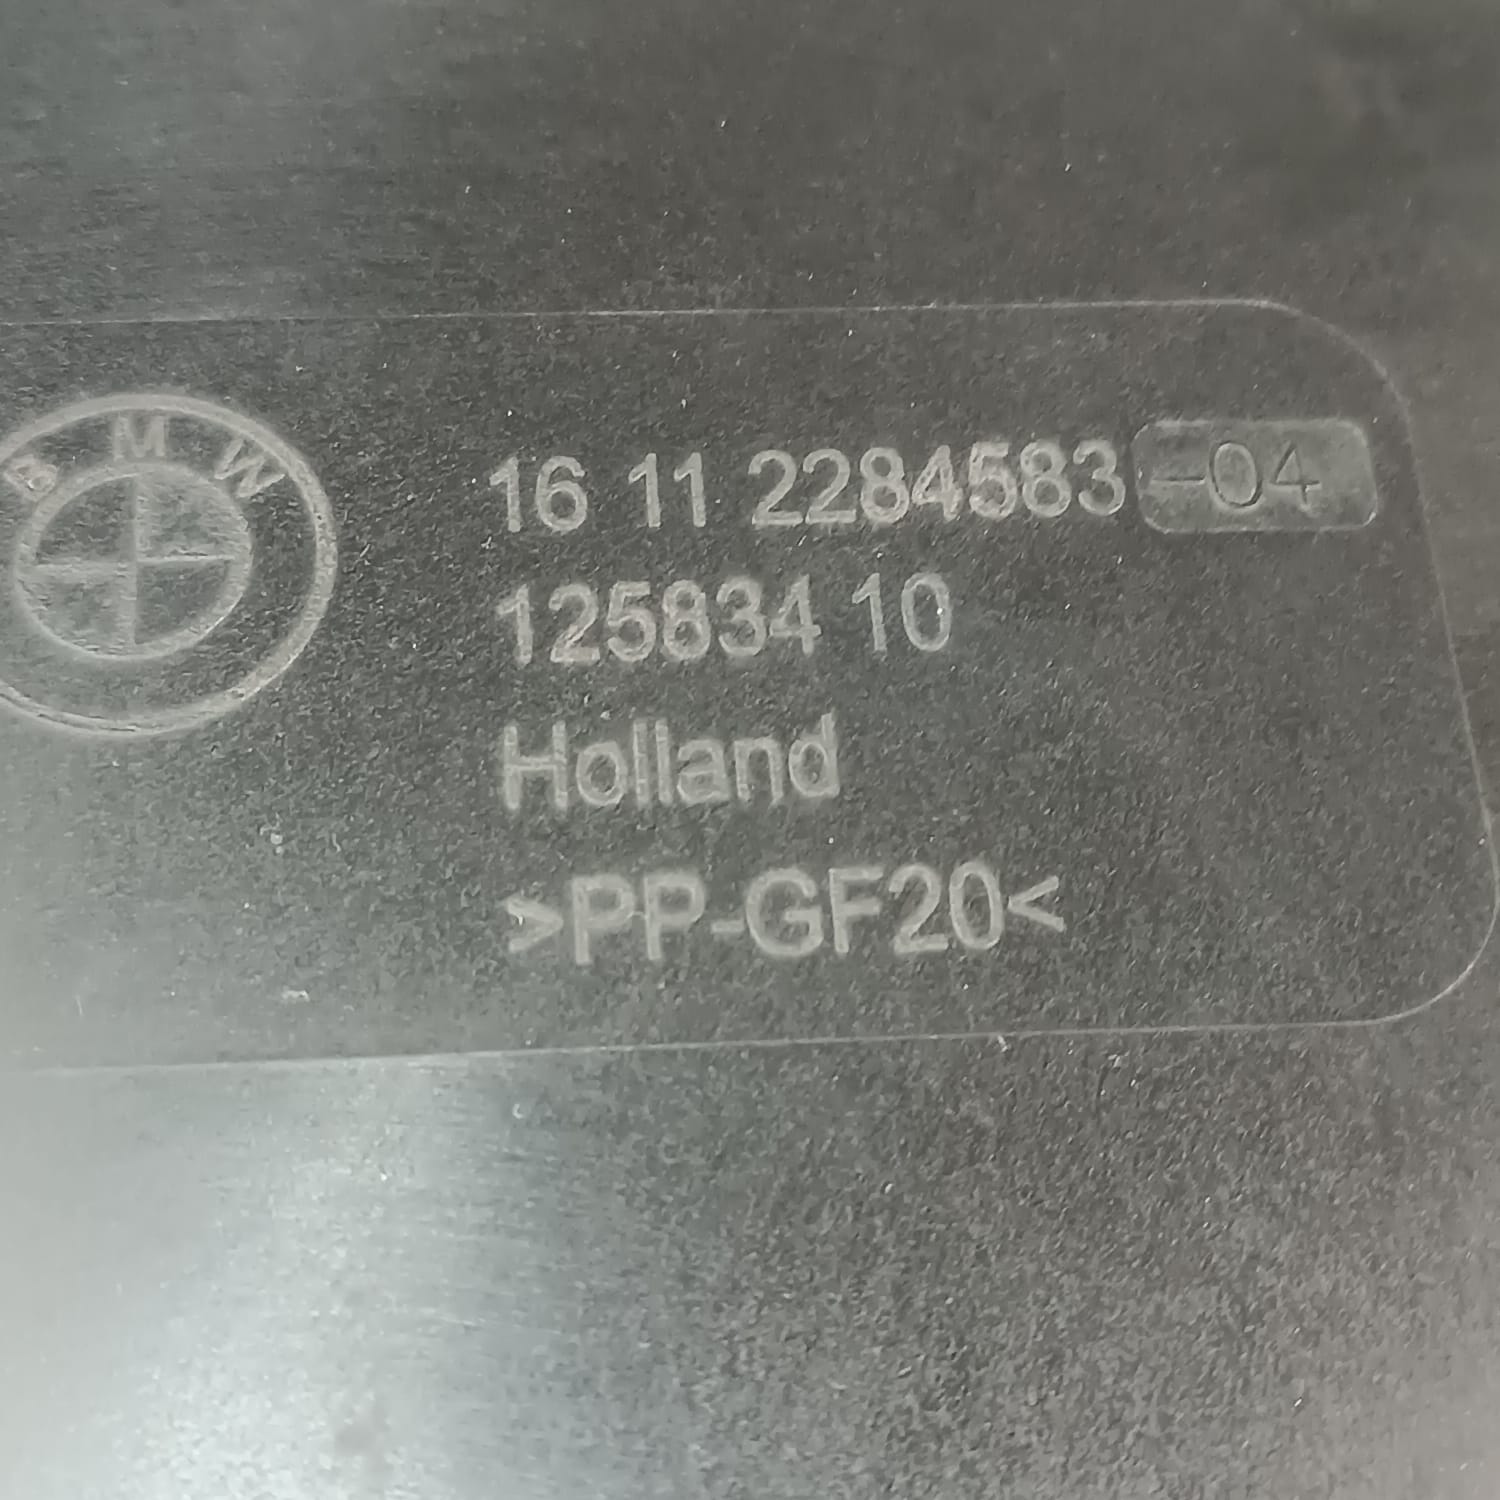 BMW
16 11 2284583 -04
125834 10
Holland
>PP-GF20<